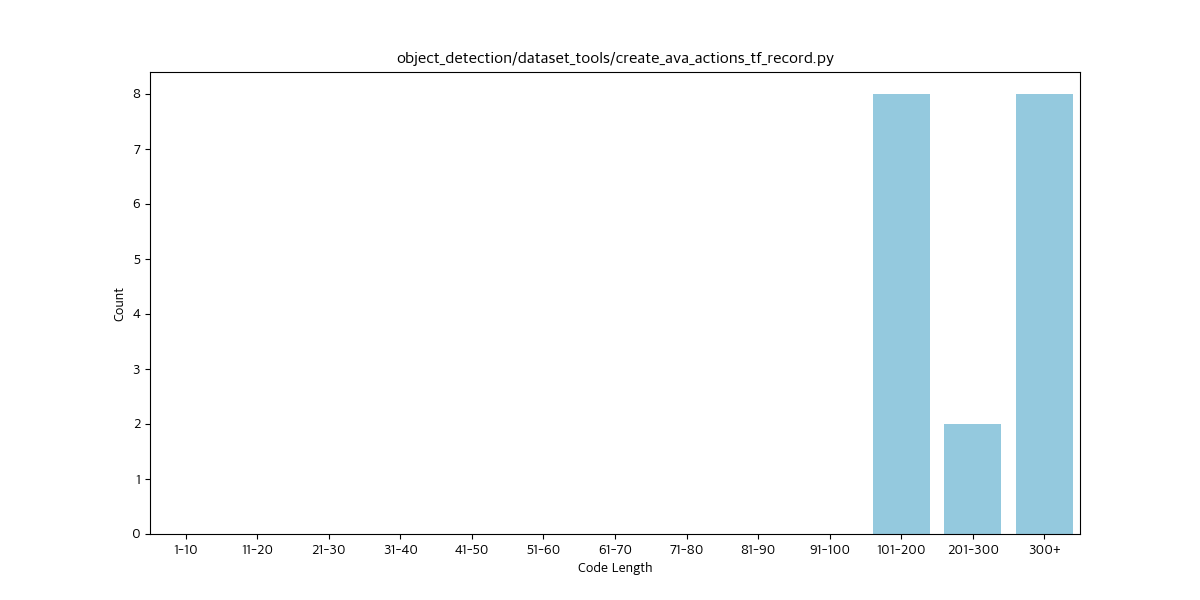 object_detection/dataset_tools/create_ava_actions_tf_record.py
8
7
6
5
4
3
2
1
0
Count
1-10 11-20 21-30 31-40 41-50 51-60 61-70 71-80 81-90 91-100 101-200 201-300 300+
Code Length